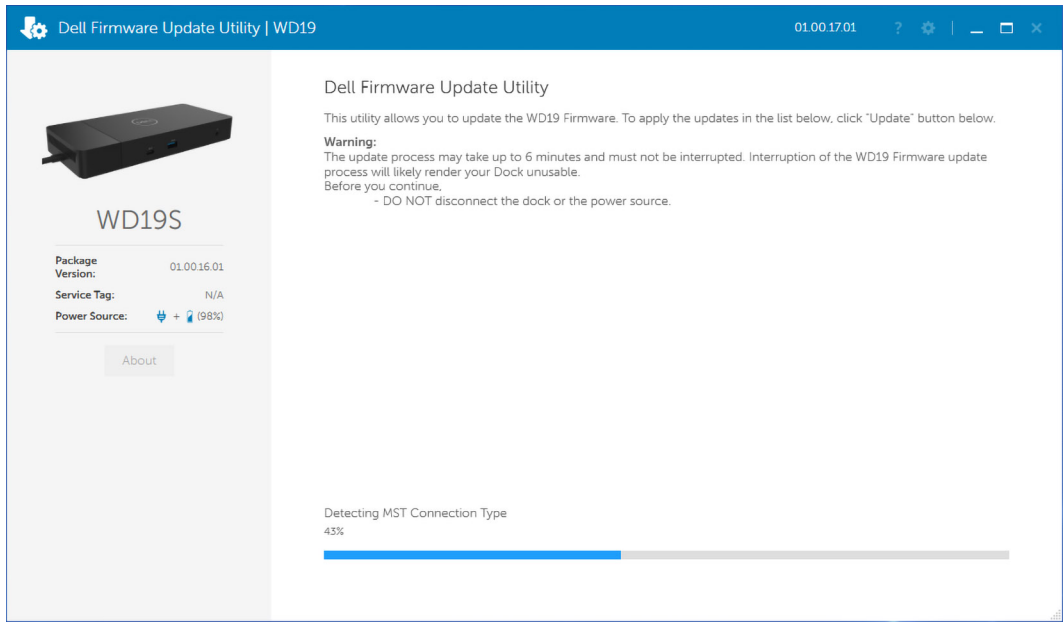 Dell Firmware Update Utility | WD19
01.00.17.01
?
Dell Firmware Update Utility
This utility allows you to update the WD19 Firmware. To apply the updates in the list below, click "Update" button below.
Warning:
The update process may take up to 6 minutes and must not be interrupted. Interruption of the WD19 Firmware update
process will likely render your Dock unusable.
Before you continue,
- DO NOT disconnect the dock or the power source.
WD19S
Package
Version:
01.00.16.01
Service Tag: N/A
Power Source: + (98%)
About
Detecting MST Connection Type
43%